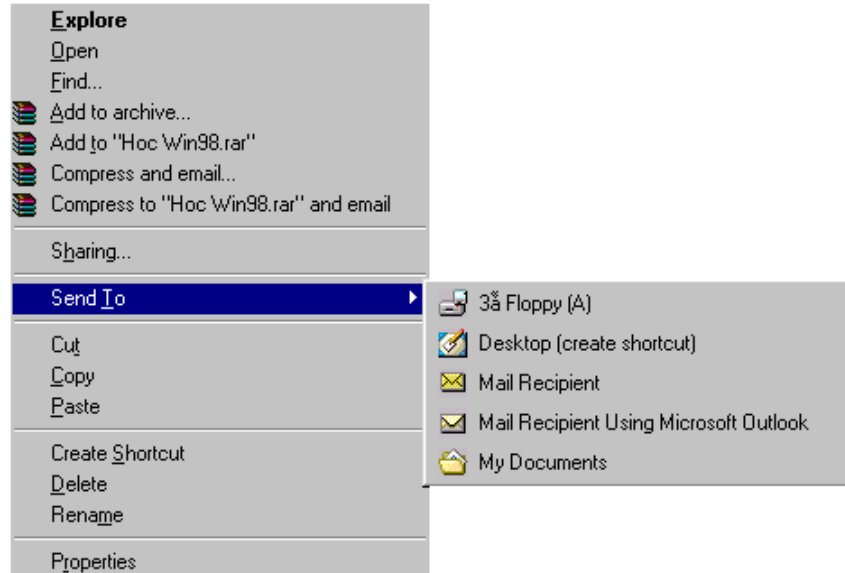 Explore
Open
Find...
Add to archive...
Add to "Hoc Win98.rar"
Compress and email...
Compress to "Hoc Win98.rar" and email
Sharing...
Send To
3ẵ Floppy (A)
Desktop (create shortcut)
Mail Recipient
Mail Recipient Using Microsoft Outlook
My Documents
Cut
Copy
Paste
Create Shortcut
Delete
Rename
Properties